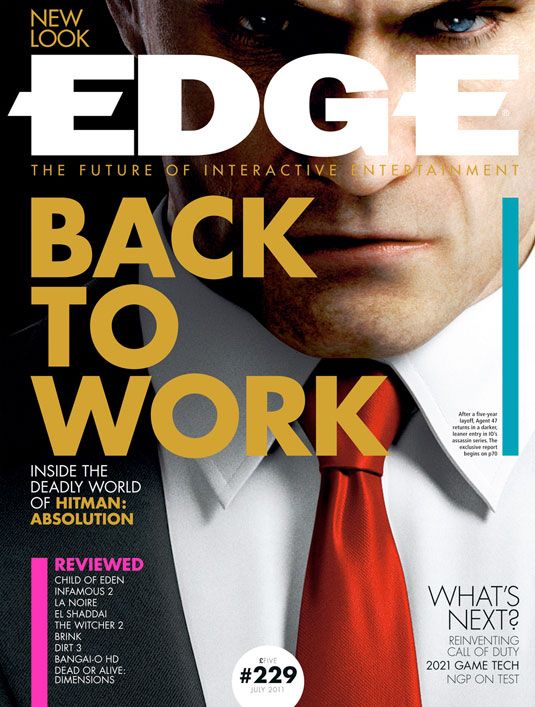 NEW
LOOK
EDGE
THE FUTURE OF INTERACTIVE ENTERTAINMENT
BACK
TO
WORK
After a five-year
layoff, Agent 47
returns in a darker,
leaner entry in IO's
assassin series. The
exclusive report
begins on p70
INSIDE THE
DEADLY WORLD
OF HITMAN:
ABSOLUTION
REVIEWED
CHILD OF EDEN
INFAMOUS 2
LA NOIRE
EL SHADDAI
THE WITCHER 2
BRINK
DIRT 3
BANGAI-O HD
DEAD OR ALIVE:
DIMENSIONS
£FIVE
#229
JULY 2011
WHAT'S
NEXT?
REINVENTING
CALL OF DUTY
2021 GAME TECH
NGP ON TEST